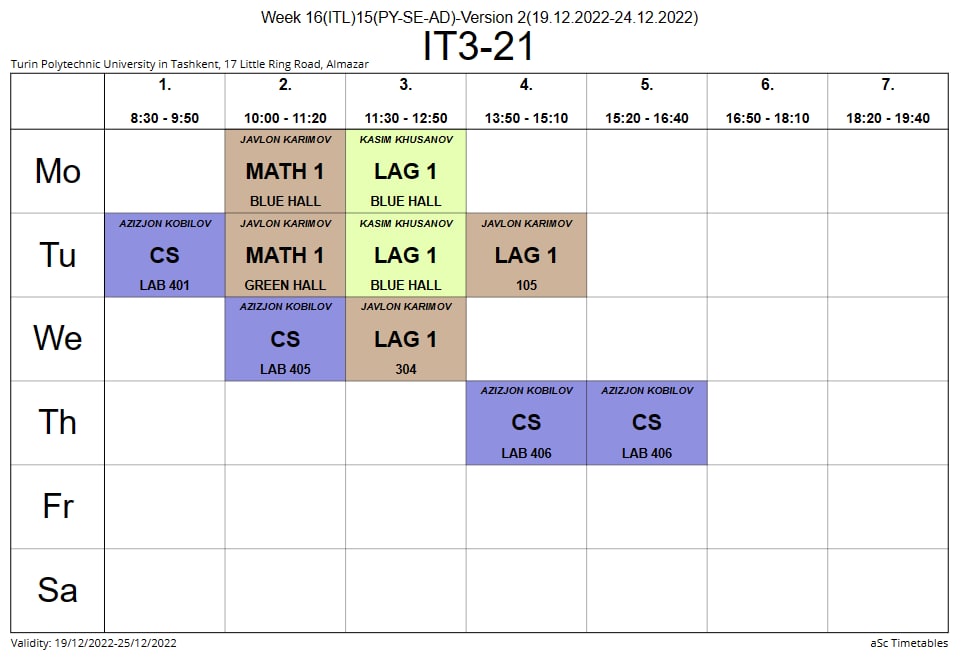 Week 16(ITL)15(PY-SE-AD)-Version 2(19.12.2022-24.12.2022)
IT3-21
Turin Polytechnic University in Tashkent, 17 Little Ring Road, Almazar
1. 2. 3. 4. 5. 6. 7.
8:30 - 9:50 10:00 - 11:20 11:30 - 12:50 13:50 - 15:10 15:20 - 16:40 16:50 - 18:10 18:20 - 19:40
JAVLON KARIMOV KASIM KHUSANOV
Mo MATH 1 LAG 1
BLUE HALL BLUE HALL
AZIZJON KOBILOV JAVLON KARIMOV KASIM KHUSANOV JAVLON KARIMOV
Tu CS MATH 1 LAG 1 LAG 1
LAB 401 GREEN HALL BLUE HALL 105
AZIZJON KOBILOV JAVLON KARIMOV
We CS LAG 1
LAB 405 304
AZIZJON KOBILOV AZIZJON KOBILOV
Th CS CS
LAB 406 LAB 406
Fr
Sa
Validity: 19/12/2022-25/12/2022 aSc Timetables